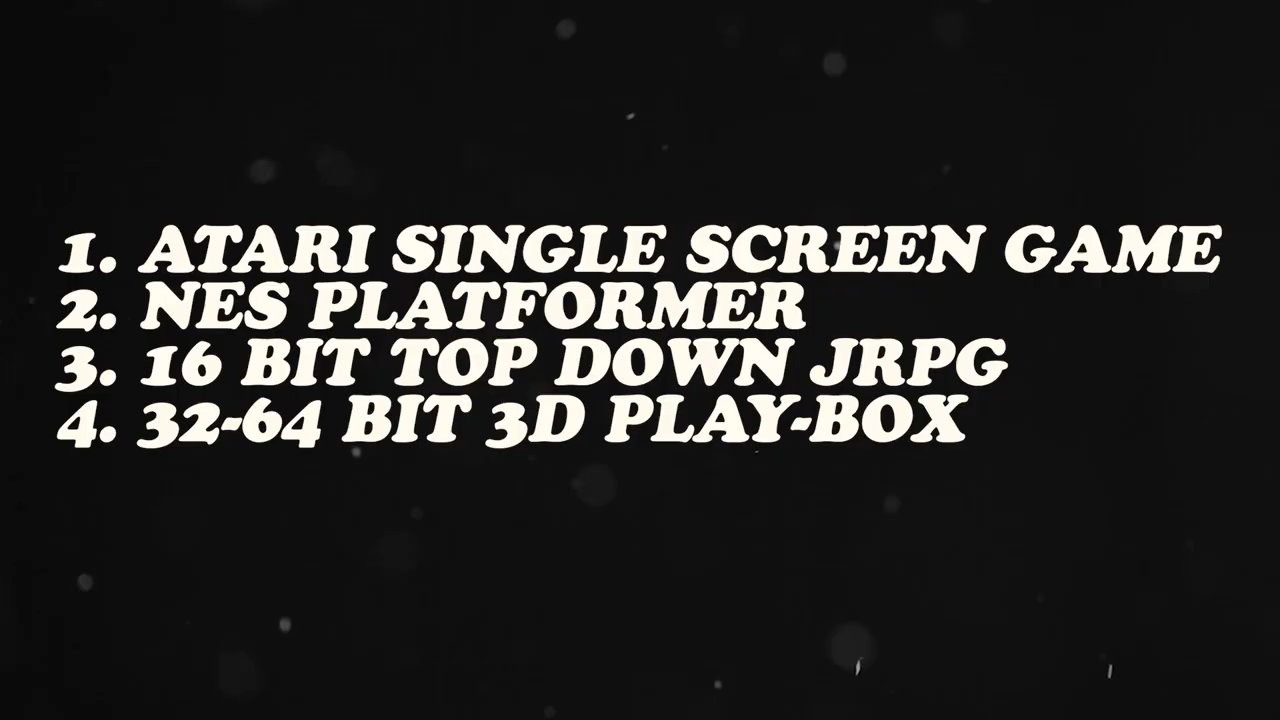 1. ATARI SINGLE SCREEN GAME
2. NES PLATFORMER
3. 16 BIT TOP DOWN JRPG
4. 32-64 BIT 3D PLAY-BOX